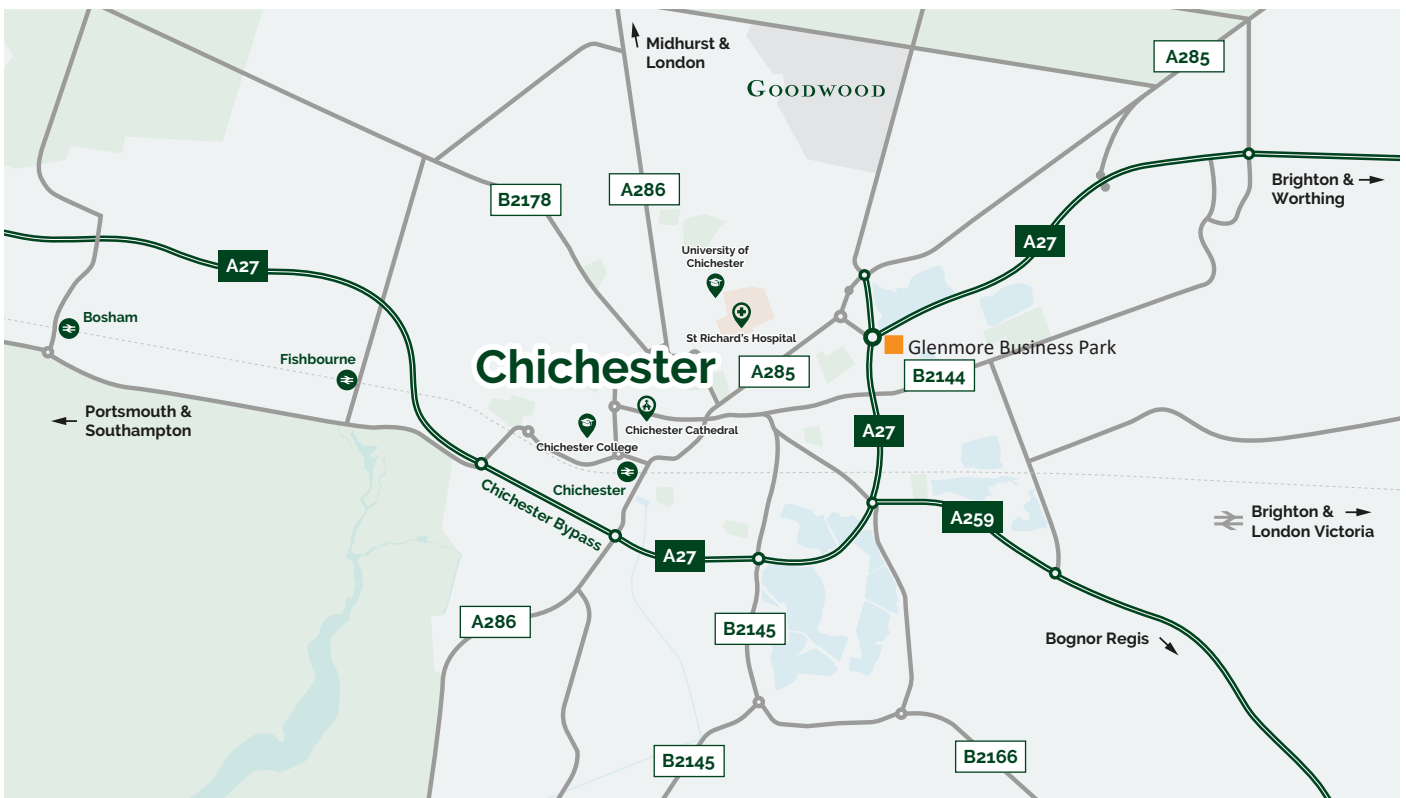 Midhurst &
London
A285
GOODWOOD
A286
B2178
Brighton &
Worthing
A27
University of
Chichester
A27
Bosham
St Richard's Hospital
Glenmore Business Park
Fishbourne
Chichester
A285
B2144
Portsmouth &
Southampton
Chichester Cathedral
A27
Chichester College
Chichester
Chichester Bypass
A259
Brighton &
London Victoria
A27
A286
B2145
Bognor Regis
B2145
B2166